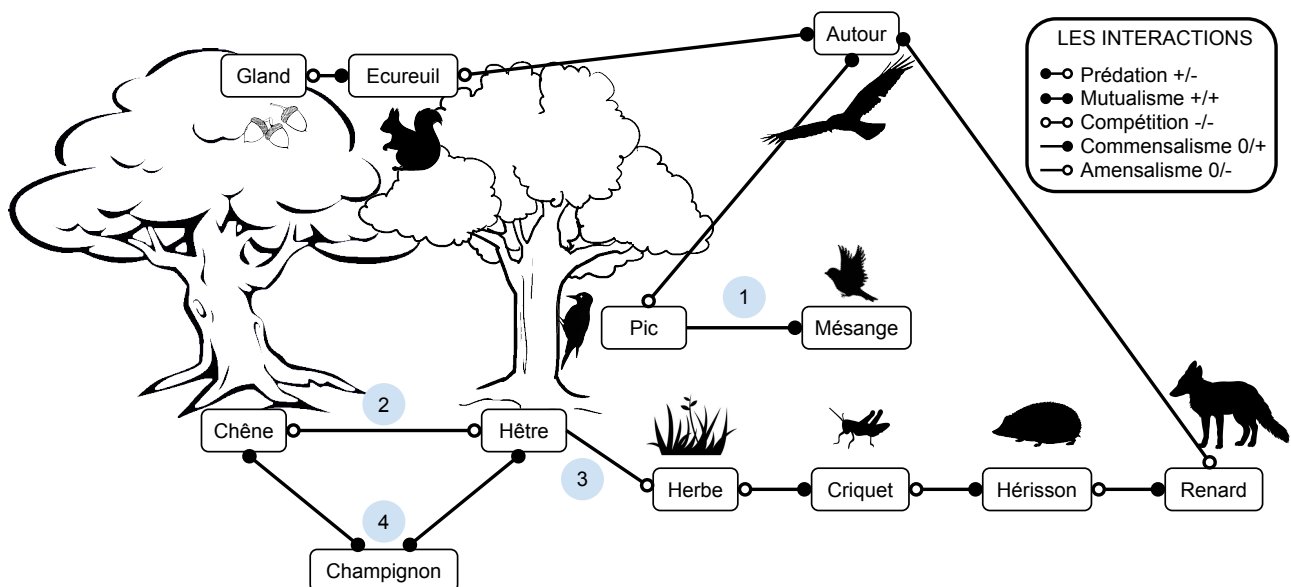 Autour
LES INTERACTIONS
Prédation +/-
Mutualisme +/+
Compétition -/-
Commensalisme 0/+
Amensalisme 0/-
Gland
Ecureuil
1
Pic
Mésange
2
Chêne
Hêtre
3
Herbe
Criquet
Hérisson
Renard
4
Champignon